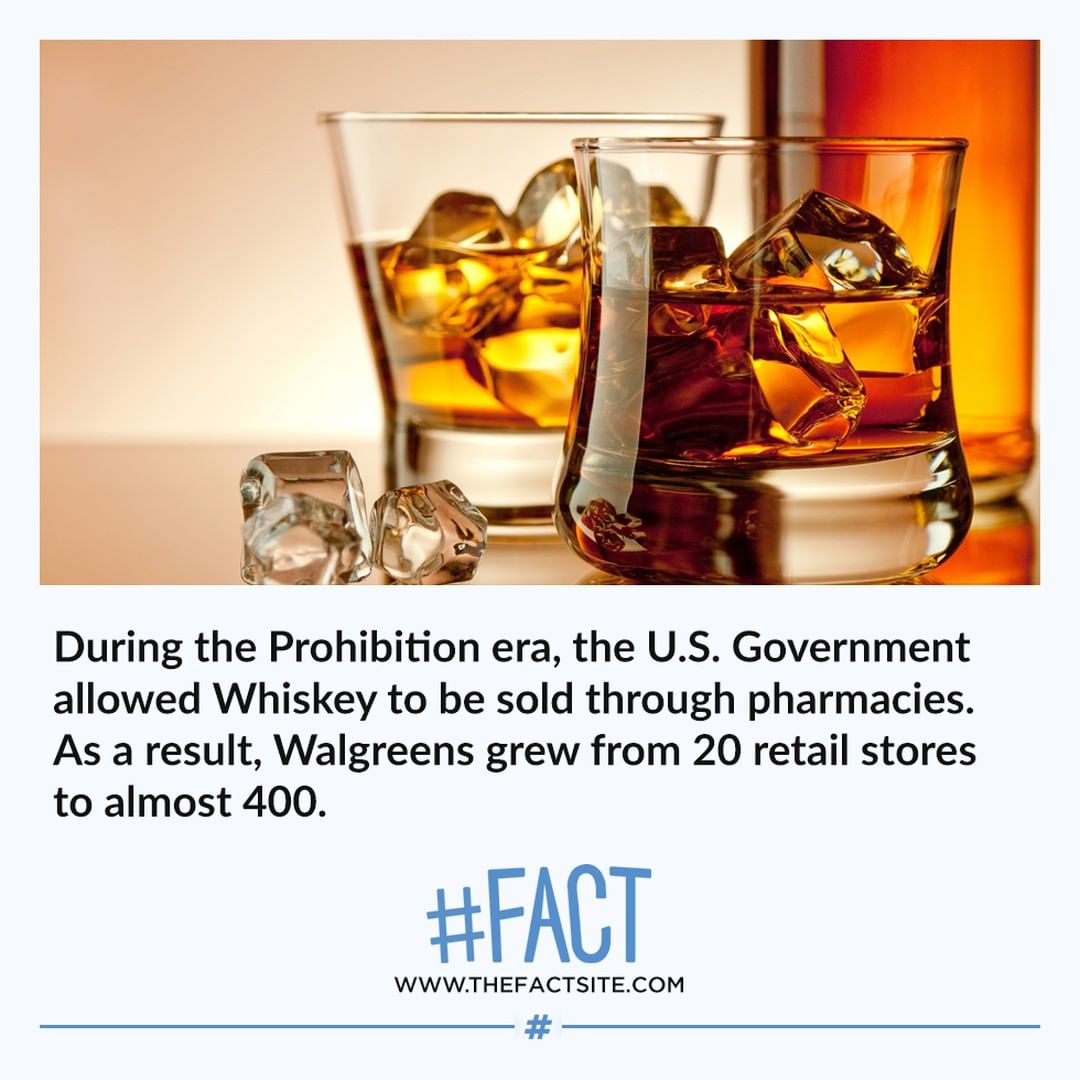 During the Prohibition era, the U.S. Government
allowed Whiskey to be sold through pharmacies.
As a result, Walgreens grew from 20 retail stores
to almost 400.
#FACT
WWW.THEFACTSITE.COM
#